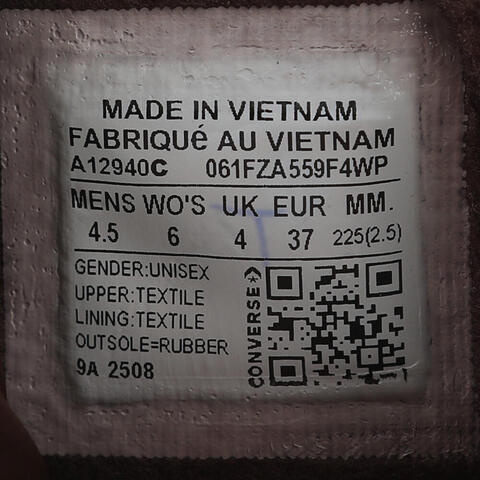 MADE IN VIETNAM
FABRIQUé AU VIETNAM
A12940C 061FZA559F4WP
MENS WO'S UK EUR MM.
4.5 6 4 37 225(2.5)
GENDER:UNISEX
UPPER:TEXTILE
LINING:TEXTILE
OUTSOLE=RUBBER
9A 2508
CONVERSE